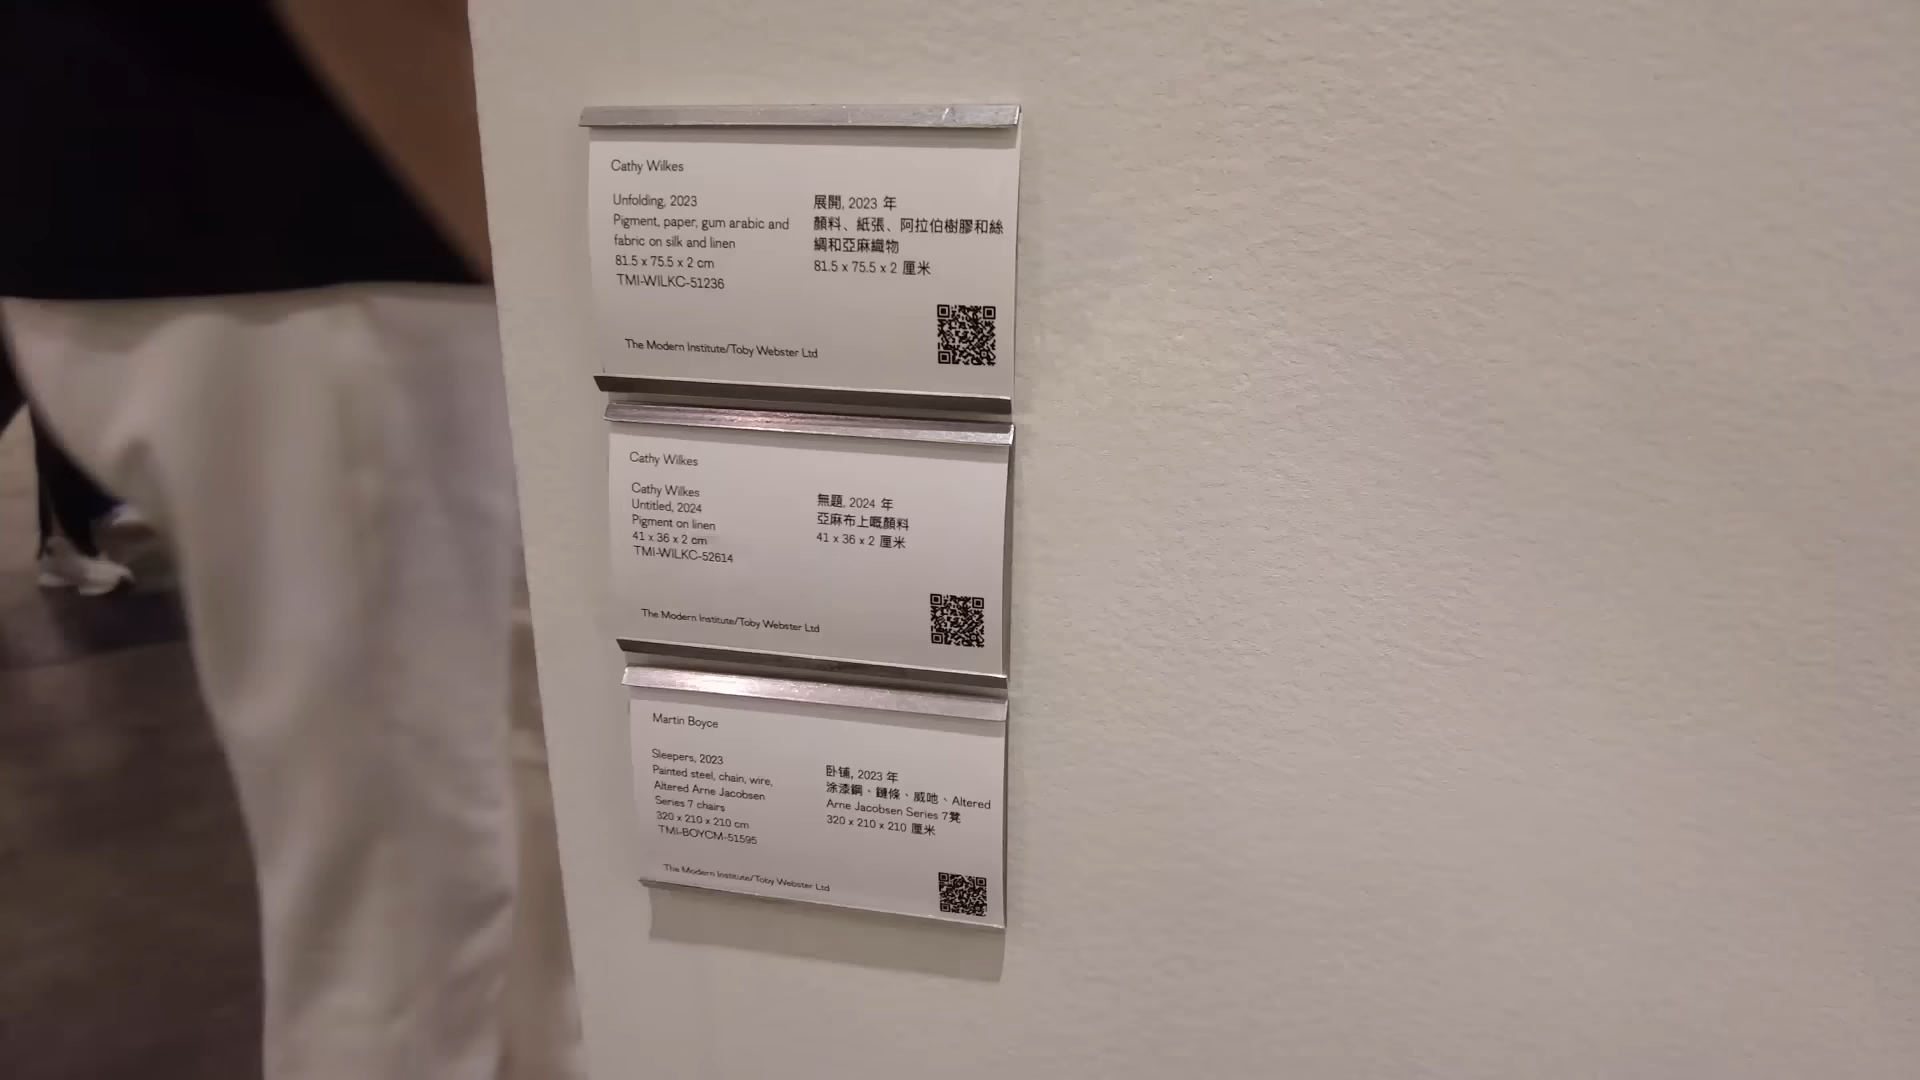 Cathy Wilkes
Unfolding, 2023
Pigment, paper, gum arabic and
fabric on silk and linen
81.5 x 75.5 x 2 cm
TMI-WILKC-51236
展開, 2023 年
顏料、紙張、阿拉伯樹膠和絲
綢和亞麻織物
81.5 x 75.5 x 2 厘米
The Modern Institute/Toby Webster Ltd
Cathy Wilkes
Cathy Wilkes
Untitled, 2024
Pigment on linen
41 x 36 x 2 cm
TMI-WILKC-52614
無題, 2024 年
亞麻布上嘅顏料
41 x 36 x 2 厘米
The Modern Institute/Toby Webster Ltd
Martin Boyce
Sleepers, 2023
Painted steel, chain, wire,
Altered Arne Jacobsen
Series 7 chairs
320 x 210 x 210 cm
TMI-BOYCM-51595
卧铺, 2023 年
涂漆鋼、鏈條、威吔、Altered
Arne Jacobsen Series 7凳
320 x 210 x 210 厘米
The Modern Institute/Toby Webster Ltd